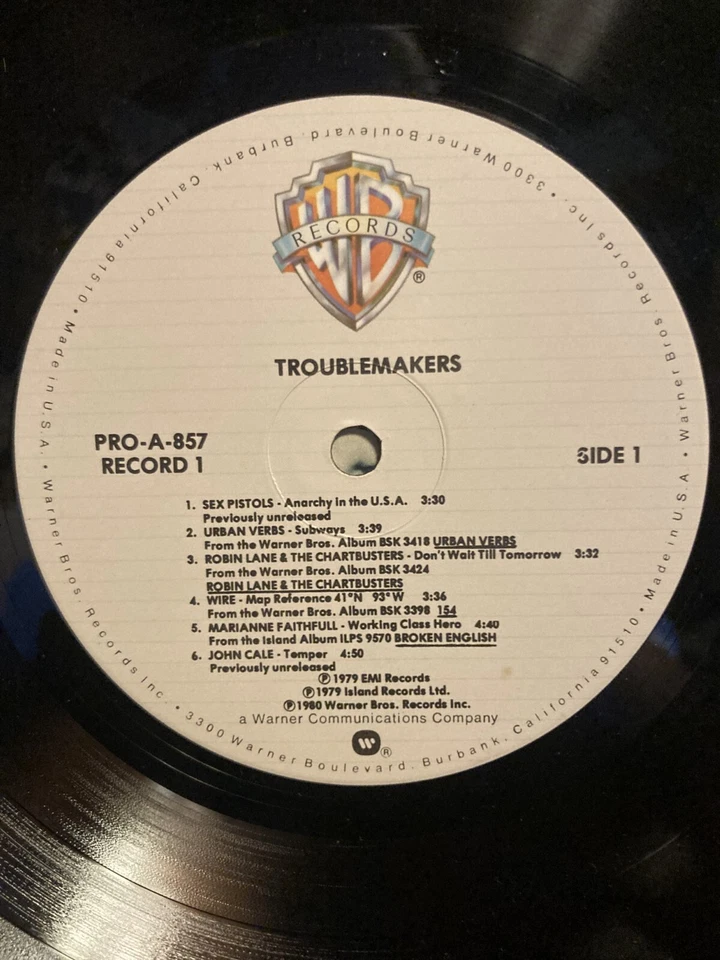 3300 Warner Boulevard. Burbank, California 91510 • Made in U.S.A. • Warner Bros. Records Inc. • 3300 Warner Boulevard. Burbank, California 91510 • Made in U.S.A • Warner Bros. Records Inc. •
WB
RECORDS
®
TROUBLEMAKERS
PRO-A-857
RECORD 1
SIDE 1
1. SEX PISTOLS - Anarchy in the U.S.A. 3:30
Previously unreleased
2. URBAN VERBS - Subways 3:39
From the Warner Bros. Album BSK 3418 URBAN VERBS
3. ROBIN LANE & THE CHARTBUSTERS - Don't Wait Till Tomorrow 3:32
From the Warner Bros. Album BSK 3424
ROBIN LANE & THE CHARTBUSTERS
4. WIRE - Map Reference 41°N 93°W 3:36
From the Warner Bros. Album BSK 3398 154
5. MARIANNE FAITHFULL - Working Class Hero 4:40
From the Island Album ILPS 9570 BROKEN ENGLISH
6. JOHN CALE - Temper 4:50
Previously unreleased
℗ 1979 EMI Records
℗ 1979 Island Records Ltd.
℗ 1980 Warner Bros. Records Inc.
a Warner Communications Company
®